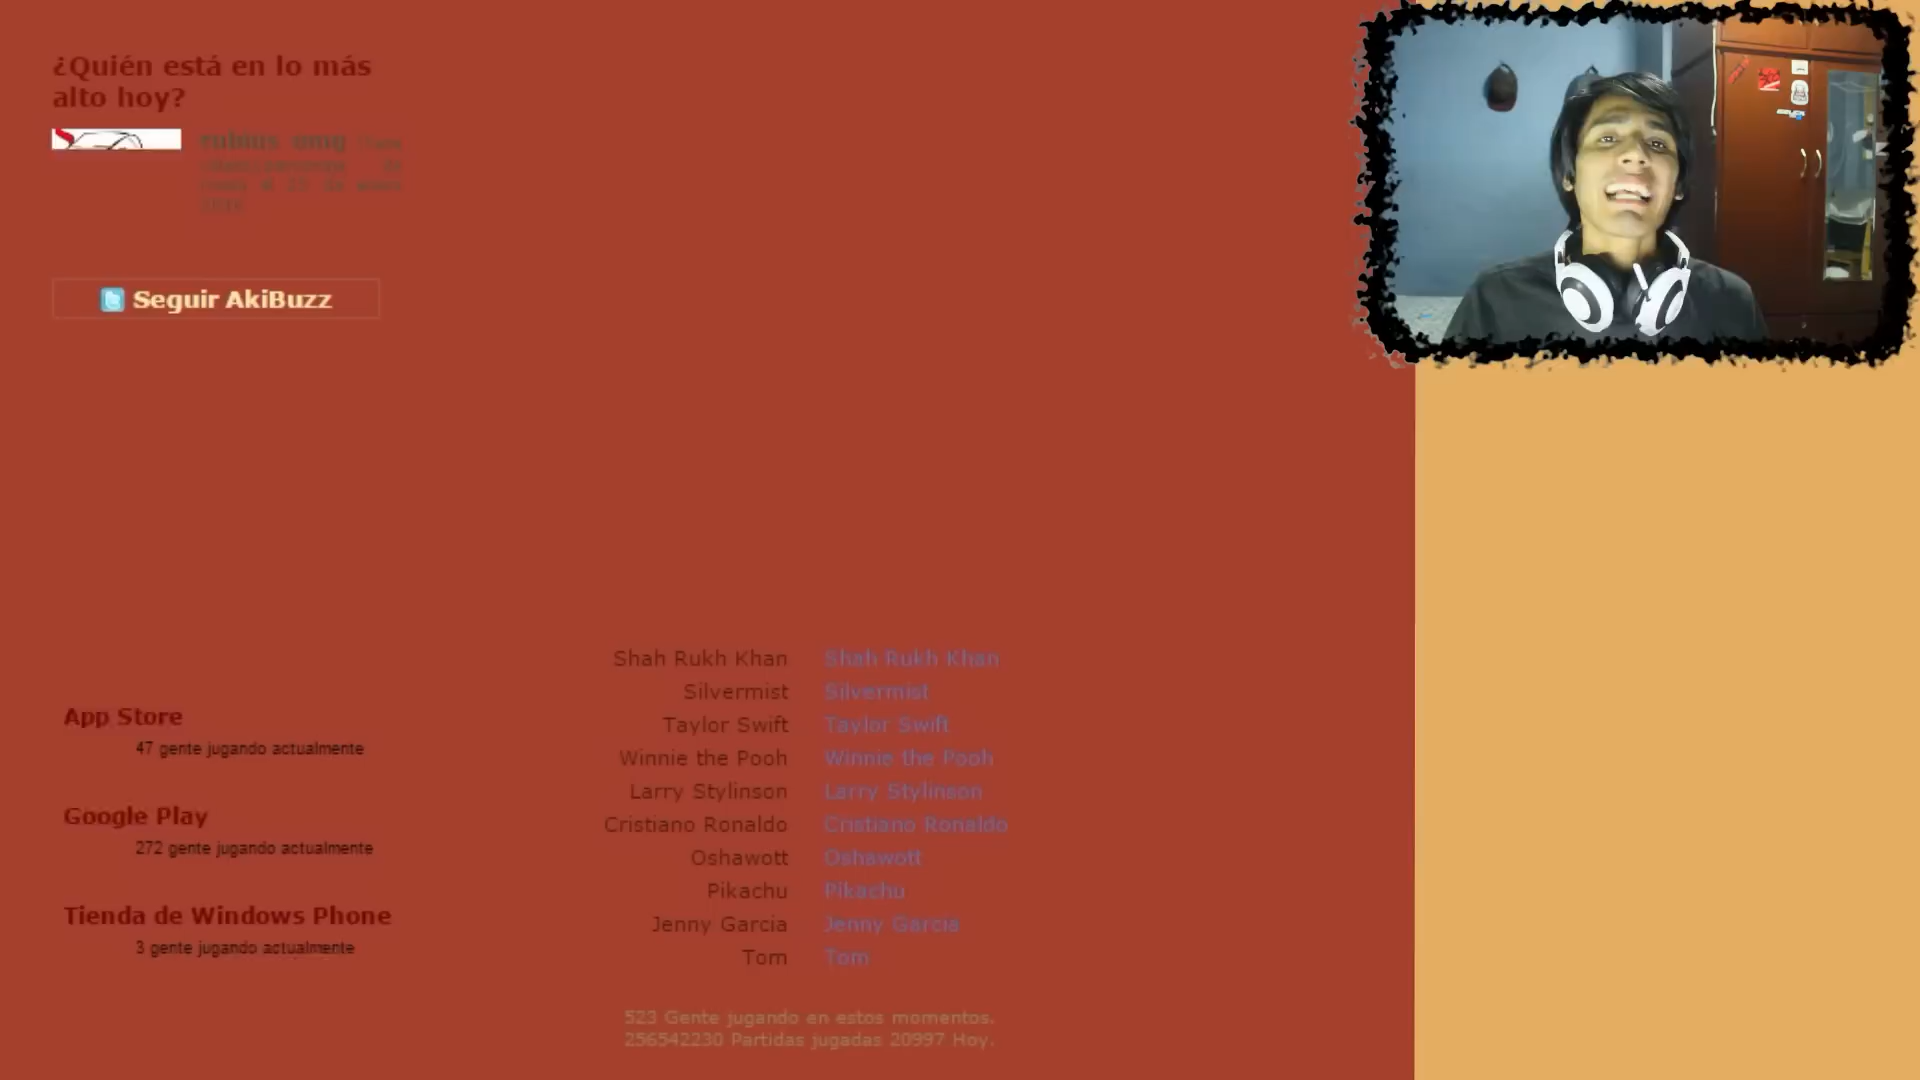 ¿Quién está en lo más
alto hoy?
rubius omg
Seguir AkiBuzz
App Store
47 gente jugando actualmente
Google Play
272 gente jugando actualmente
Tienda de Windows Phone
3 gente jugando actualmente
Shah Rukh Khan Shah Rukh Khan
Silvermist Silvermist
Taylor Swift Taylor Swift
Winnie the Pooh Winnie the Pooh
Larry Stylinson Larry Stylinson
Cristiano Ronaldo Cristiano Ronaldo
Oshawott Oshawott
Pikachu Pikachu
Jenny Garcia Jenny Garcia
Tom Tom
523 Gente jugando en estos momentos.
256542230 Partidas jugadas 20997 Hoy.